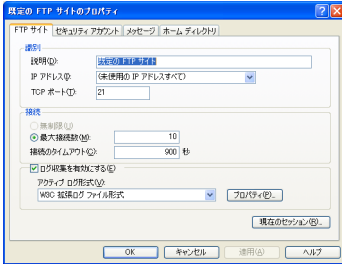 既定の FTP サイトのプロパティ
FTP サイト セキュリティ アカウント メッセージ ホーム ディレクトリ
識別
説明(D): 既定の FTP サイト
IP アドレス(I): (未使用の IP アドレスすべて)
TCP ポート(T): 21
接続
無制限(U)
最大接続数(M): 10
接続のタイムアウト(C): 900 秒
ログ収集を有効にする(E)
アクティブ ログ形式(V):
W3C 拡張ログ ファイル形式 プロパティ(P)...
現在のセッション(R)...
OK キャンセル 適用(A) ヘルプ